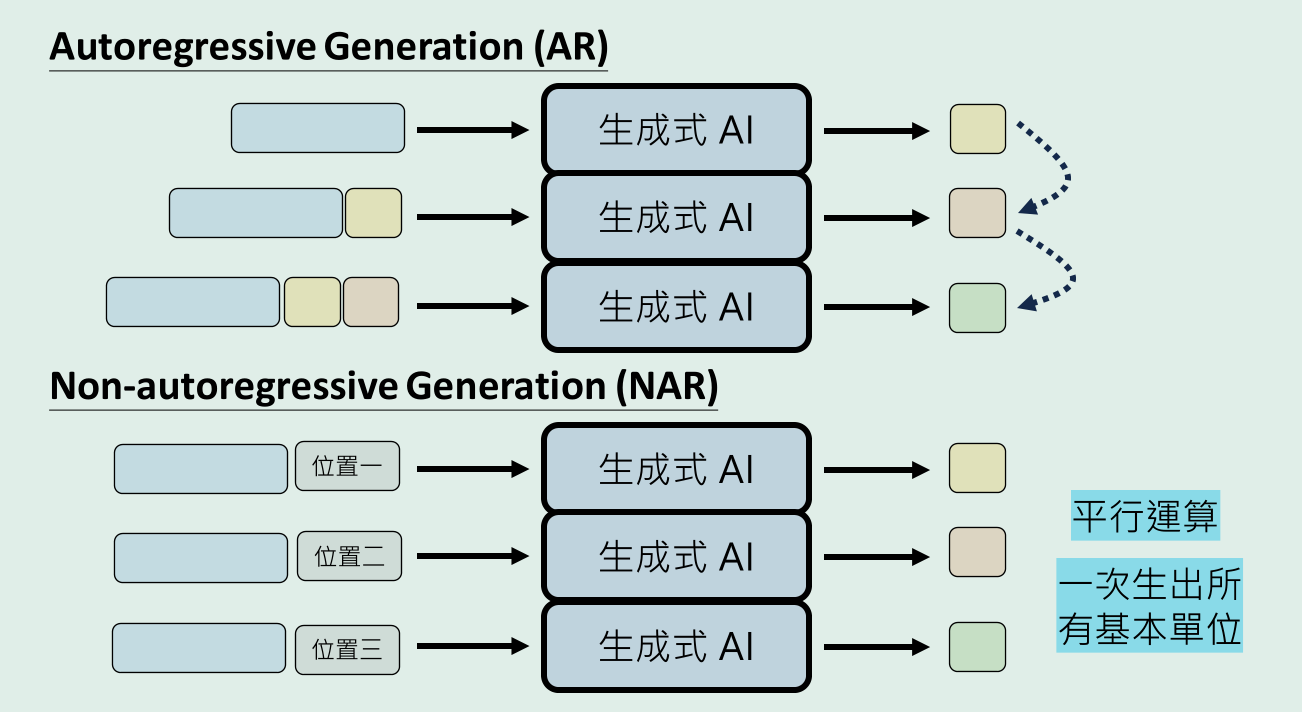 Autoregressive Generation (AR)
生成式 AI
生成式 AI
生成式 AI
Non-autoregressive Generation (NAR)
位置一
生成式 AI
位置二
生成式 AI
位置三
生成式 AI
平行運算
一次生出所
有基本單位